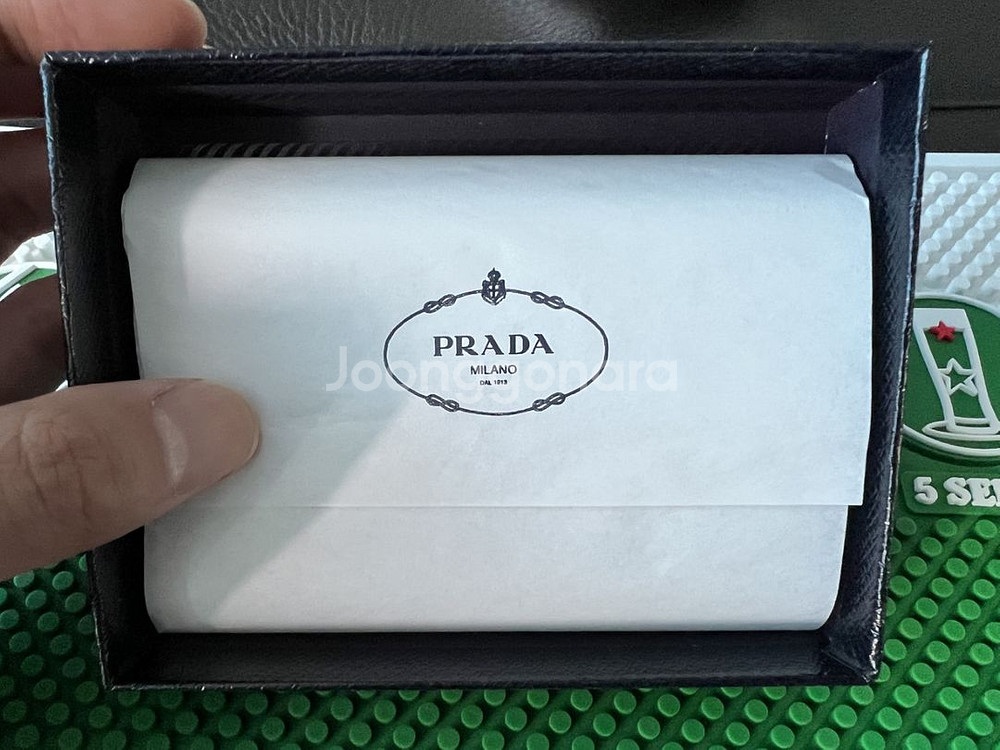 PRADA
MILANO
DAL 1913
Joonggonara
5 SE